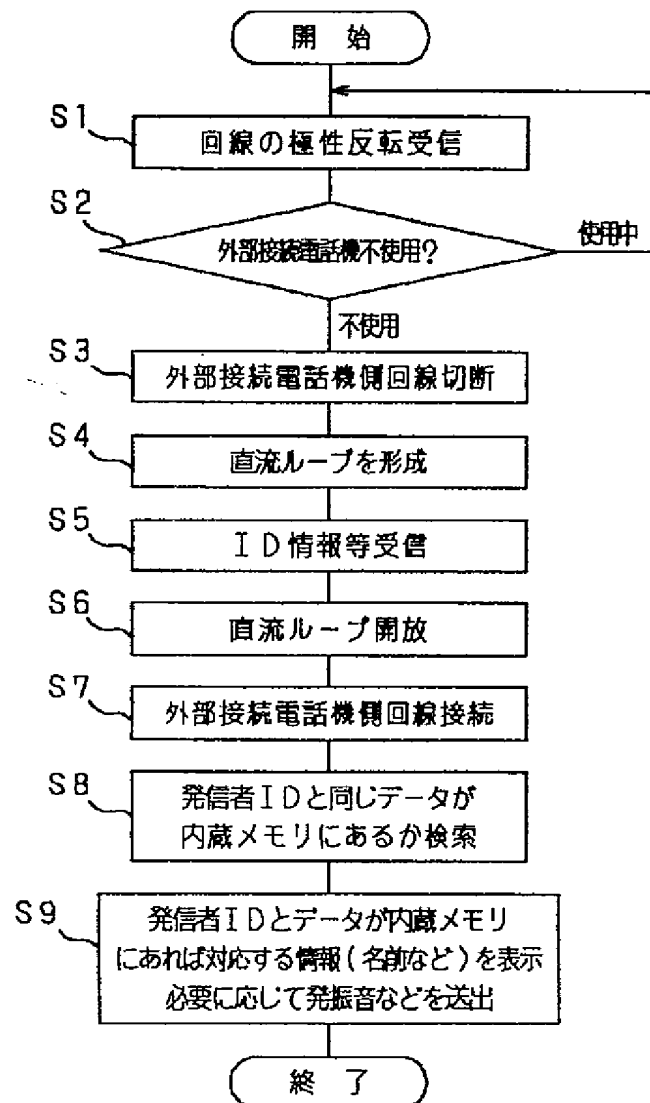 開 始
S1
回線の極性反転受信
S2
外部接続電話機不使用?
使用中
不使用
S3
外部接続電話機側回線切断
S4
直流ループを形成
S5
ID情報等受信
S6
直流ループ開放
S7
外部接続電話機側回線接続
S8
発信者IDと同じデータが
内蔵メモリにあるか検索
S9
発信者IDとデータが内蔵メモリ
にあれば対応する情報(名前など)を表示
必要に応じて発振音などを送出
終 了